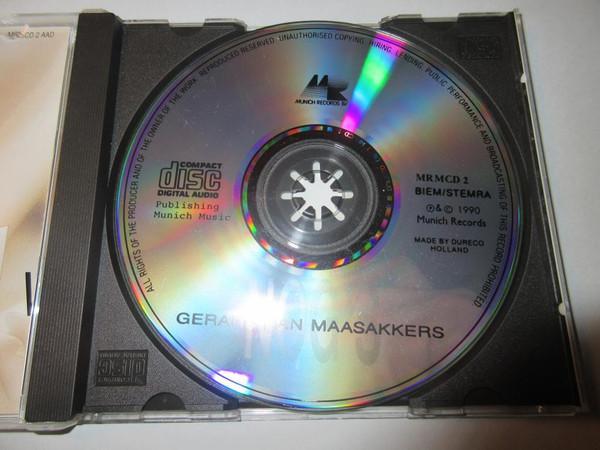 MRMCD 2 AAD
ALL RIGHTS OF THE PRODUCER AND OF THE OWNER OF THE WORK REPRODUCED RESERVED. UNAUTHORISED COPYING, HIRING, LENDING, PUBLIC PERFORMANCE AND BROADCASTING OF THIS RECORD PROHIBITED
MR
MUNICH RECORDS BV
COMPACT
disc
DIGITAL AUDIO
Publishing
Munich Music
MRMCD 2
BIEM/STEMRA
℗ & © 1990
Munich Records
MADE BY DURECO
HOLLAND
MAASAKKERS